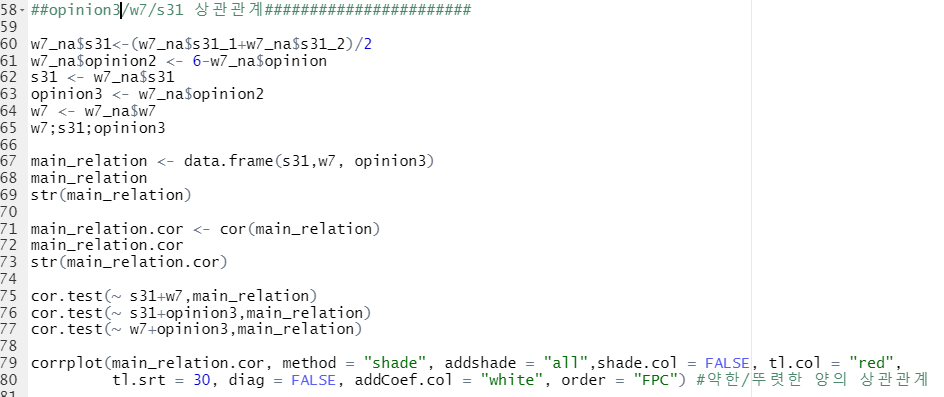 58 ##opinion3/w7/s31 상관관계#######################
59
60 w7_na$s31<-(w7_na$s31_1+w7_na$s31_2)/2
61 w7_na$opinion2 <- 6-w7_na$opinion
62 s31 <- w7_na$s31
63 opinion3 <- w7_na$opinion2
64 w7 <- w7_na$w7
65 w7;s31;opinion3
66
67 main_relation <- data.frame(s31,w7, opinion3)
68 main_relation
69 str(main_relation)
70
71 main_relation.cor <- cor(main_relation)
72 main_relation.cor
73 str(main_relation.cor)
74
75 cor.test(~ s31+w7,main_relation)
76 cor.test(~ s31+opinion3,main_relation)
77 cor.test(~ w7+opinion3,main_relation)
78
79 corrplot(main_relation.cor, method = "shade", addshade = "all",shade.col = FALSE, tl.col = "red",
80 tl.srt = 30, diag = FALSE, addCoef.col = "white", order = "FPC") #약한/뚜렷한 양의 상관관계